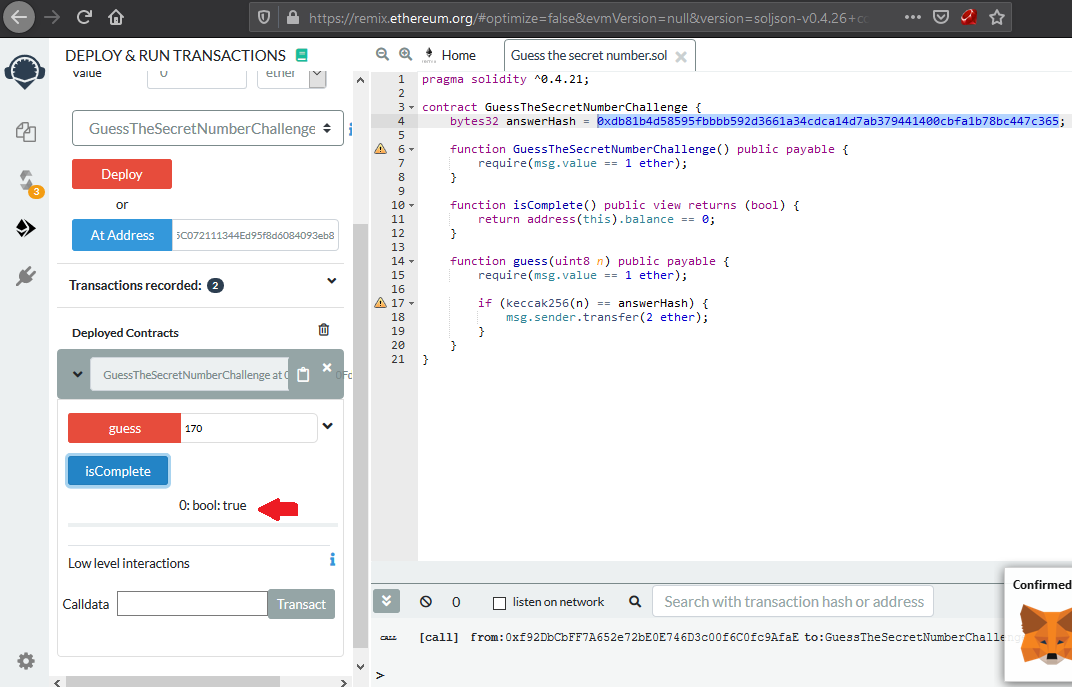 https://remix.ethereum.org/#optimize=false&evmVersion=null&version=soljson-v0.4.26+c
DEPLOY & RUN TRANSACTIONS
value 0 ether
GuessTheSecretNumberChallenge
Deploy
or
At Address 5C072111344Ed95f8d6084093eb8
Transactions recorded: 2
Deployed Contracts
GuessTheSecretNumberChallenge at
guess 170
isComplete
0: bool: true
Low level interactions
Calldata Transact
3
Home Guess the secret number.sol
1 pragma solidity ^0.4.21;
2
3 contract GuessTheSecretNumberChallenge {
4 bytes32 answerHash = 0xdb81b4d58595fbbbb592d3661a34cdca14d7ab379441400cbfa1b78bc447c365;
5
6 function GuessTheSecretNumberChallenge() public payable {
7 require(msg.value == 1 ether);
8 }
9
10 function isComplete() public view returns (bool) {
11 return address(this).balance == 0;
12 }
13
14 function guess(uint8 n) public payable {
15 require(msg.value == 1 ether);
16
17 if (keccak256(n) == answerHash) {
18 msg.sender.transfer(2 ether);
19 }
20 }
21 }
0 listen on network Search with transaction hash or address
CALL [call] from:0xf92DbCbFF7A652e72bE0E746D3c00f6C0fc9AfaE to:GuessTheSecretNumberChalleng
>
Confirmed